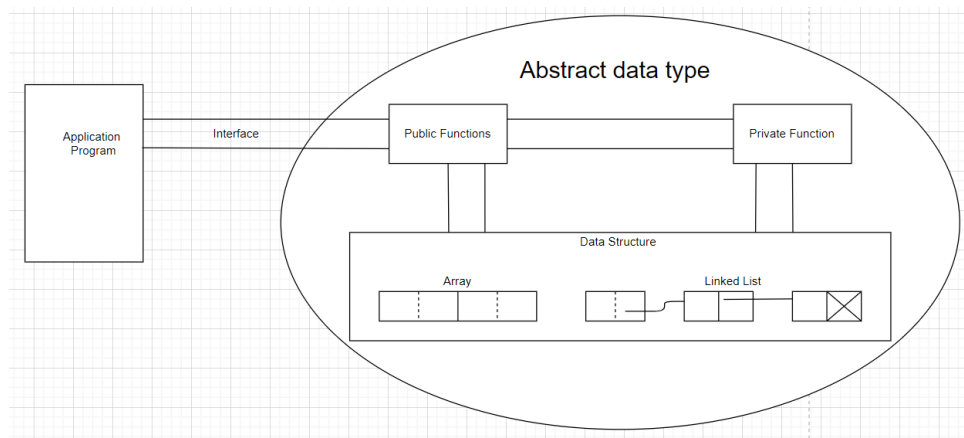 Abstract data type
Application
Program
Interface
Public Functions
Private Function
Data Structure
Array
Linked List